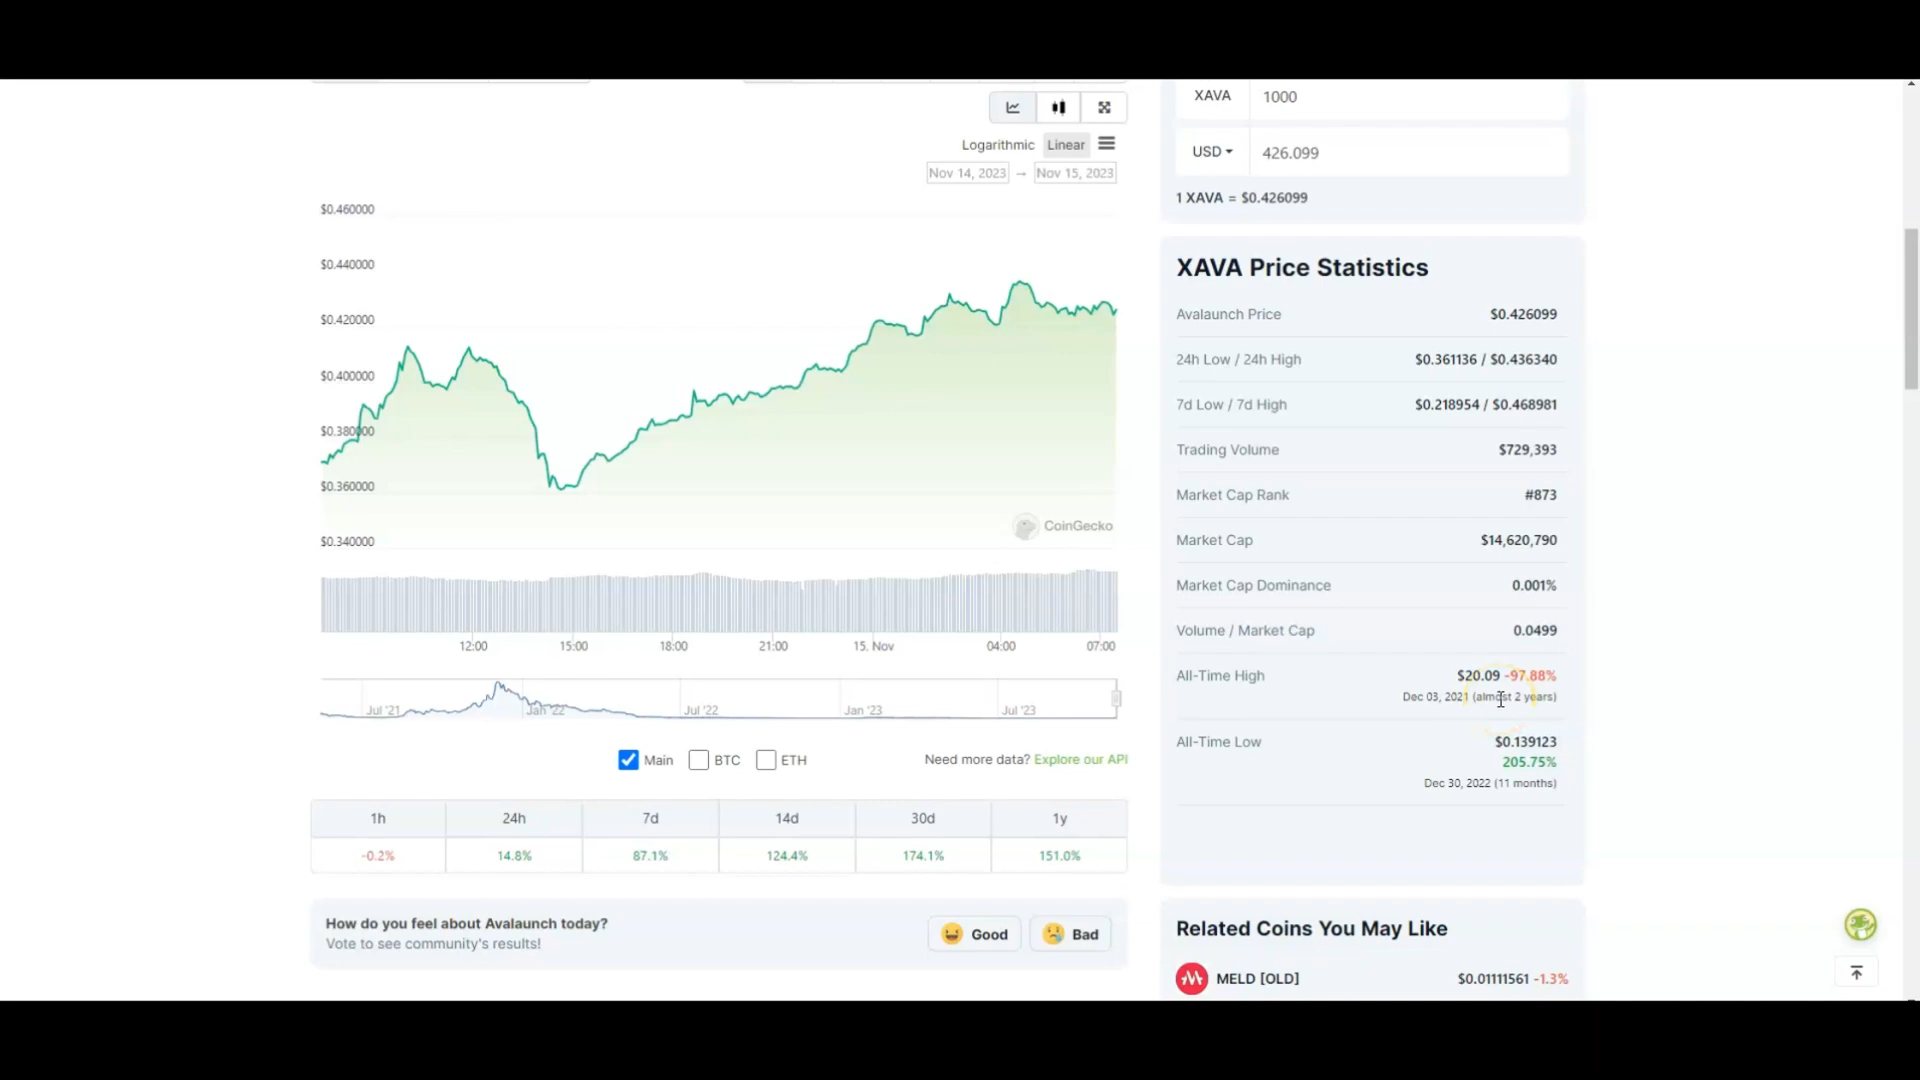 XAVA 1000
Logarithmic Linear
USD 426.099
Nov 14, 2023 → Nov 15, 2023
1 XAVA = $0.426099
$0.460000
$0.440000
$0.420000
$0.400000
$0.380000
$0.360000
$0.340000
CoinGecko
12:00 15:00 18:00 21:00 15. Nov 04:00 07:00
Jul '21 Jan '22 Jul '22 Jan '23 Jul '23
Main BTC ETH
Need more data? Explore our API
1h 24h 7d 14d 30d 1y
-0.2% 14.8% 87.1% 124.4% 174.1% 151.0%
How do you feel about Avalaunch today?
Vote to see community's results!
Good Bad
XAVA Price Statistics
Avalaunch Price $0.426099
24h Low / 24h High $0.361136 / $0.436340
7d Low / 7d High $0.218954 / $0.468981
Trading Volume $729,393
Market Cap Rank #873
Market Cap $14,620,790
Market Cap Dominance 0.001%
Volume / Market Cap 0.0499
All-Time High $20.09 -97.88%
Dec 03, 2021 (almost 2 years)
All-Time Low $0.139123
205.75%
Dec 30, 2022 (11 months)
Related Coins You May Like
MELD [OLD] $0.01111561 -1.3%